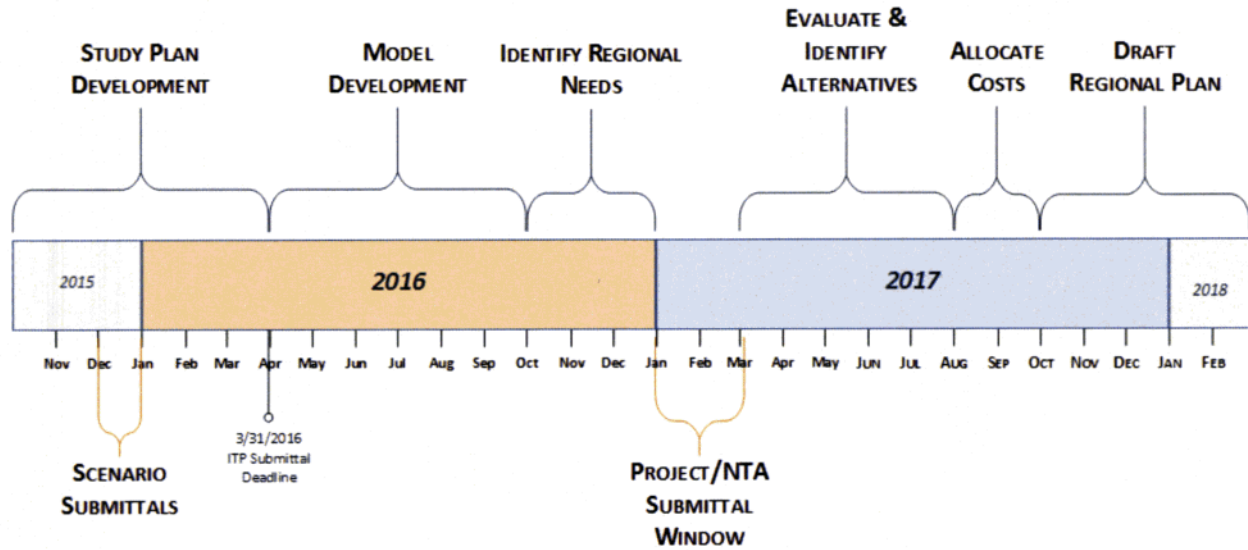 STUDY PLAN
DEVELOPMENT
MODEL
DEVELOPMENT
IDENTIFY REGIONAL
NEEDS
EVALUATE &
IDENTIFY
ALTERNATIVES
ALLOCATE
COSTS
DRAFT
REGIONAL PLAN
2015
2016
2017
2018
Nov Dec Jan Feb Mar Apr May Jun Jul Aug Sep Oct Nov Dec Jan Feb Mar Apr May JUN JUL AUG SEP OCT NOV DEC JAN FEB
3/31/2016
ITP Submittal
Deadline
SCENARIO
SUBMITTALS
PROJECT/NTA
SUBMITTAL
WINDOW